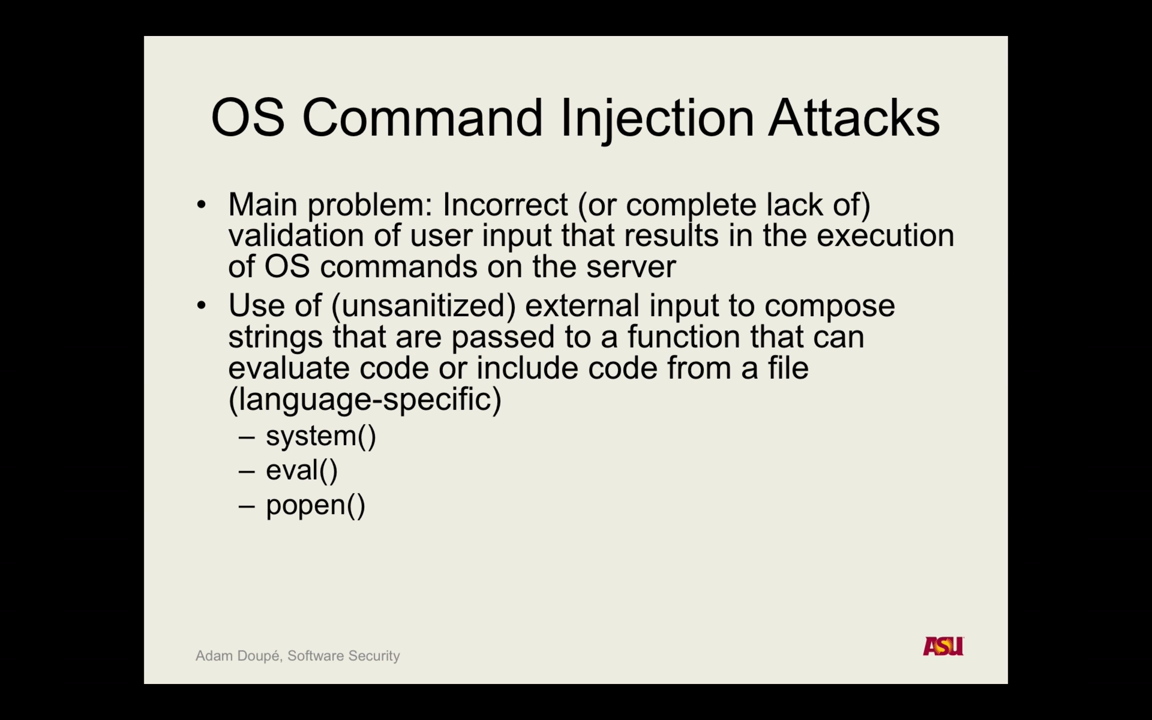 OS Command Injection Attacks
• Main problem: Incorrect (or complete lack of)
validation of user input that results in the execution
of OS commands on the server
• Use of (unsanitized) external input to compose
strings that are passed to a function that can
evaluate code or include code from a file
(language-specific)
– system()
– eval()
– popen()
Adam Doupé, Software Security
ASU